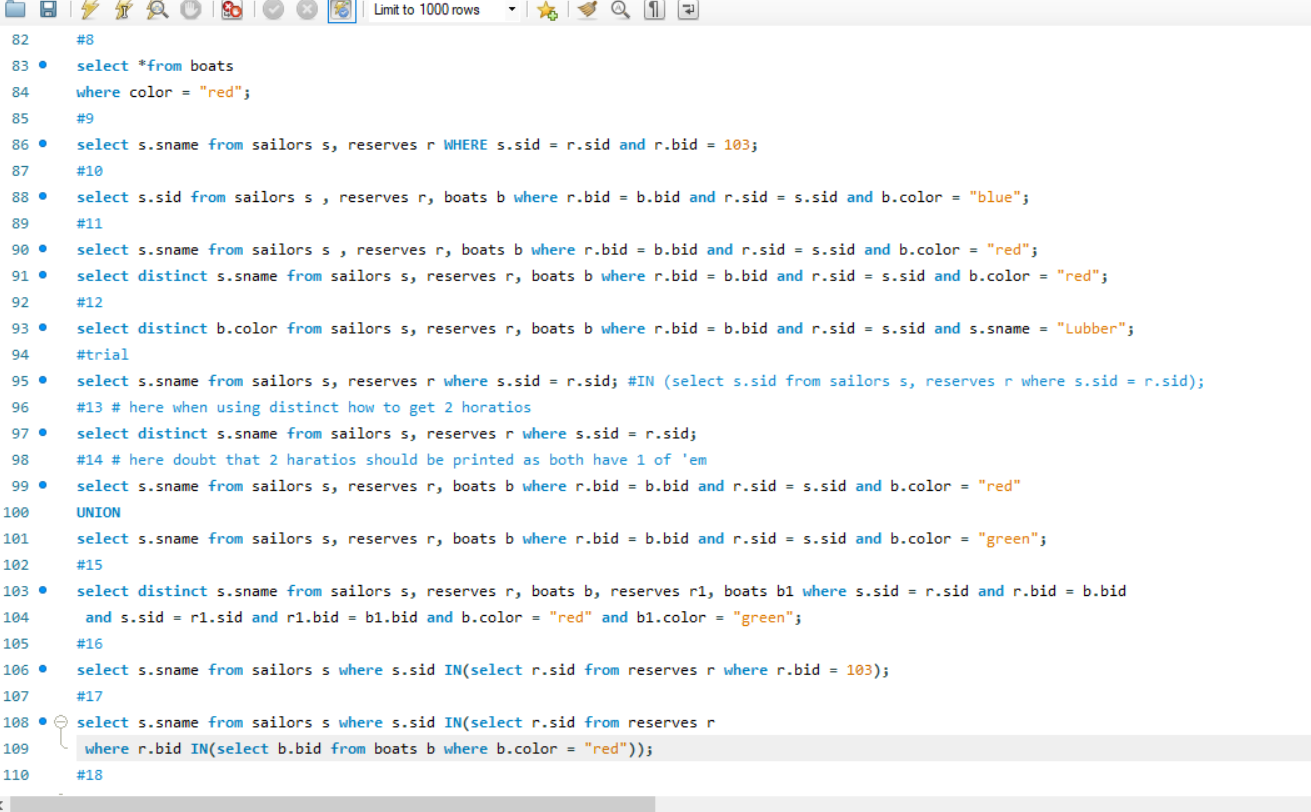 Limit to 1000 rows
82 #8
83 select *from boats
84 where color = "red";
85 #9
86 select s.sname from sailors s, reserves r WHERE s.sid = r.sid and r.bid = 103;
87 #10
88 select s.sid from sailors s , reserves r, boats b where r.bid = b.bid and r.sid = s.sid and b.color = "blue";
89 #11
90 select s.sname from sailors s , reserves r, boats b where r.bid = b.bid and r.sid = s.sid and b.color = "red";
91 select distinct s.sname from sailors s, reserves r, boats b where r.bid = b.bid and r.sid = s.sid and b.color = "red";
92 #12
93 select distinct b.color from sailors s, reserves r, boats b where r.bid = b.bid and r.sid = s.sid and s.sname = "Lubber";
94 #trial
95 select s.sname from sailors s, reserves r where s.sid = r.sid; #IN (select s.sid from sailors s, reserves r where s.sid = r.sid);
96 #13 # here when using distinct how to get 2 horatios
97 select distinct s.sname from sailors s, reserves r where s.sid = r.sid;
98 #14 # here doubt that 2 haratios should be printed as both have 1 of 'em
99 select s.sname from sailors s, reserves r, boats b where r.bid = b.bid and r.sid = s.sid and b.color = "red"
100 UNION
101 select s.sname from sailors s, reserves r, boats b where r.bid = b.bid and r.sid = s.sid and b.color = "green";
102 #15
103 select distinct s.sname from sailors s, reserves r, boats b, reserves r1, boats b1 where s.sid = r.sid and r.bid = b.bid
104 and s.sid = r1.sid and r1.bid = b1.bid and b.color = "red" and b1.color = "green";
105 #16
106 select s.sname from sailors s where s.sid IN(select r.sid from reserves r where r.bid = 103);
107 #17
108 select s.sname from sailors s where s.sid IN(select r.sid from reserves r
109 where r.bid IN(select b.bid from boats b where b.color = "red"));
110 #18